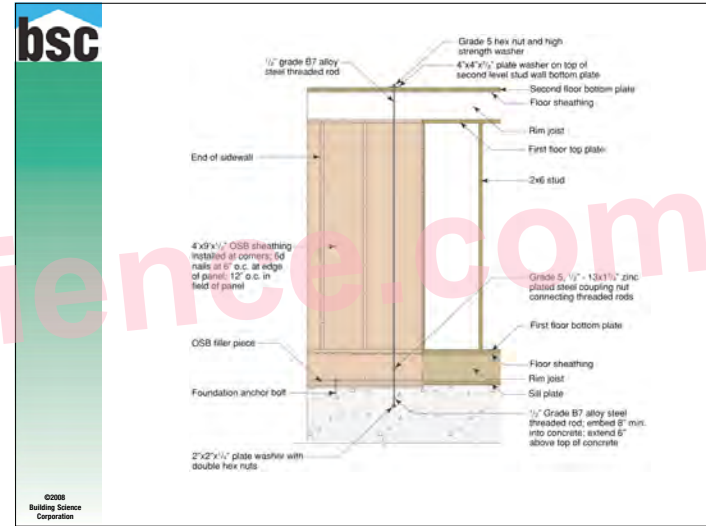 bsc
Grade 5 hex nut and high
strength washer
1/2" grade B7 alloy
steel threaded rod
4"x4"x3/8" plate washer on top of
second level stud wall bottom plate
Second floor bottom plate
Floor sheathing
Rim joist
First floor top plate
End of sidewall
2x6 stud
4'x9'x1/2" OSB sheathing
installed at corners; 6d
nails at 6" o.c. at edge
of panel; 12" o.c. in
field of panel
Grade 5, 1/2" - 13x1 3/4" zinc
plated steel coupling nut
connecting threaded rods
First floor bottom plate
OSB filler piece
Floor sheathing
Rim joist
Foundation anchor bolt
Sill plate
1/2" Grade B7 alloy steel
threaded rod; embed 8" min.
into concrete; extend 6"
above top of concrete
2"x2"x1/4" plate washer with
double hex nuts
ience.com
©2008
Building Science
Corporation